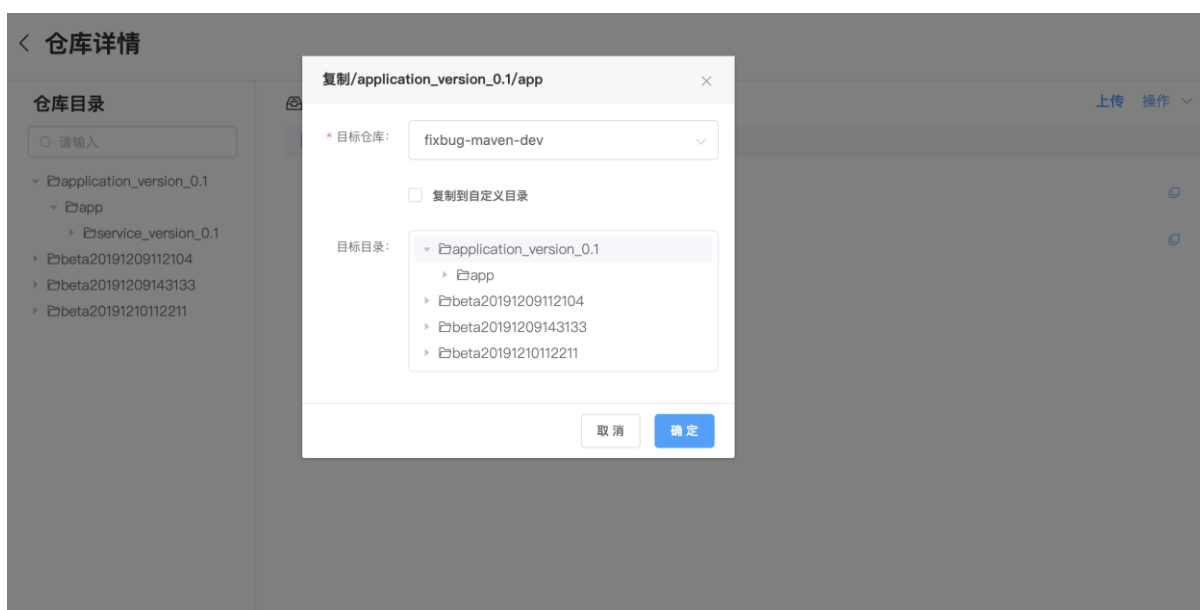 仓库详情
仓库目录
请输入
application_version_0.1
app
service_version_0.1
beta20191209112104
beta20191209143133
beta20191210112211
上传 操作
复制/application_version_0.1/app
* 目标仓库:
fixbug-maven-dev
复制到自定义目录
目标目录:
application_version_0.1
app
beta20191209112104
beta20191209143133
beta20191210112211
取消 确定